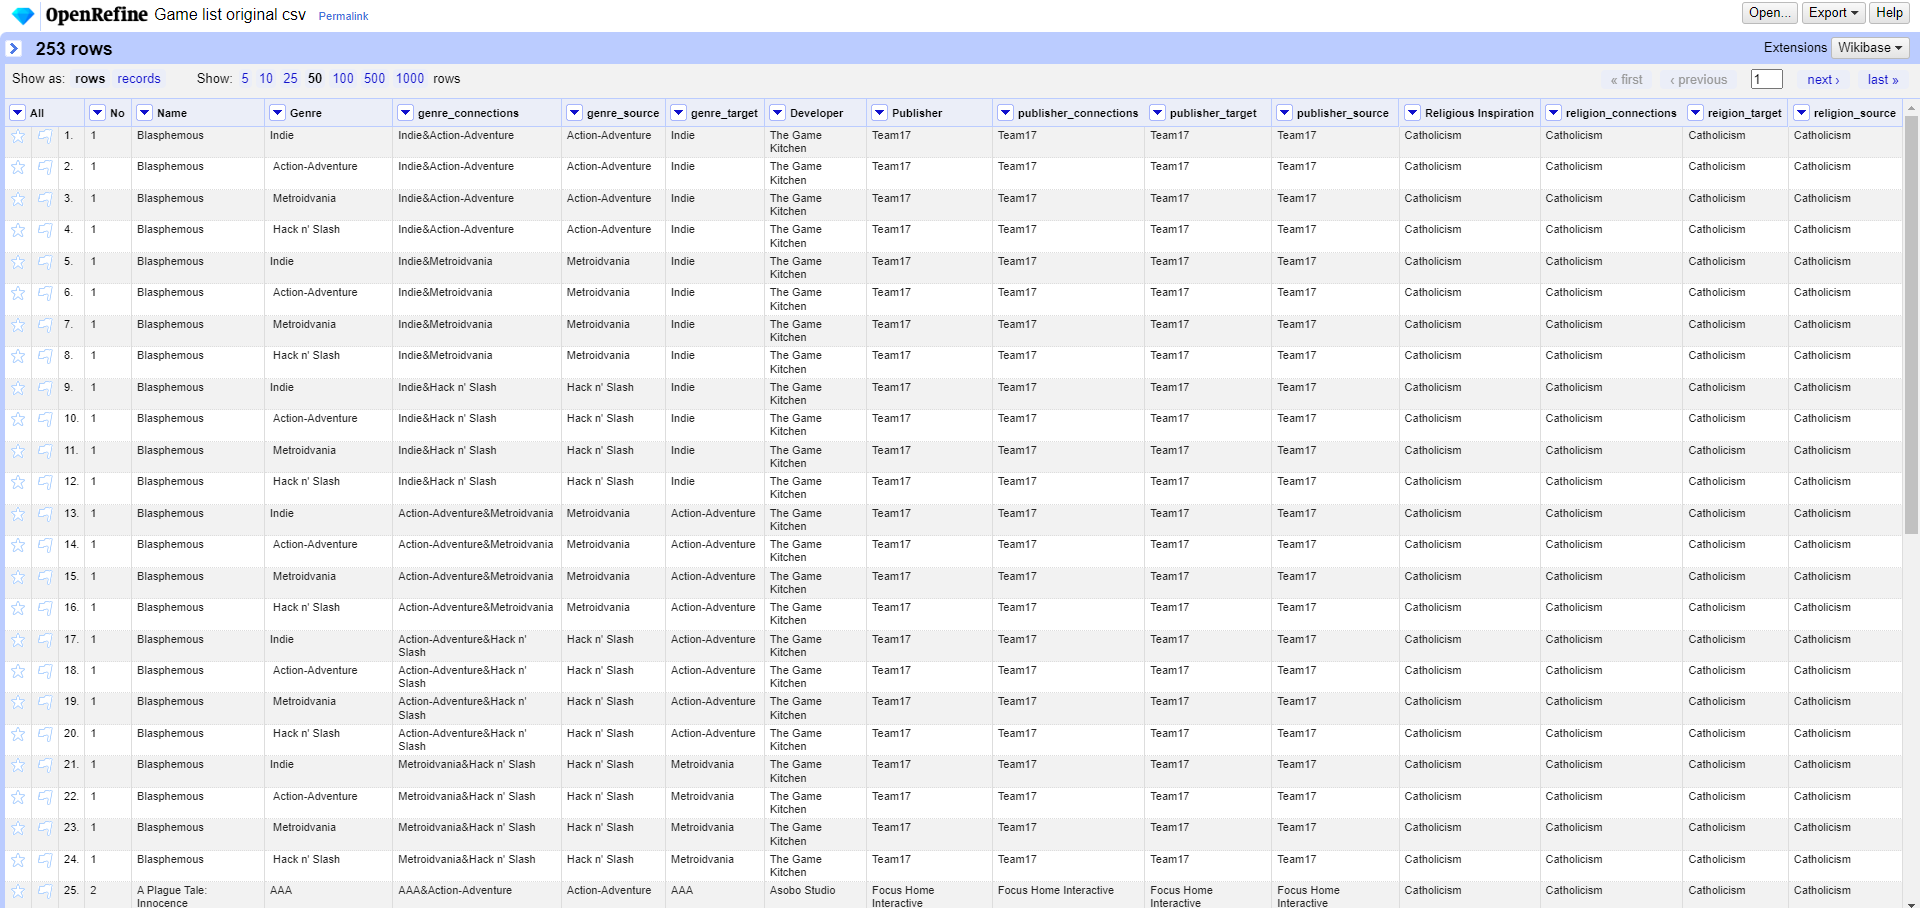 OpenRefine Game list original csv Permalink Open... Export Help
253 rows Extensions Wikibase
Show as: rows records Show: 5 10 25 50 100 500 1000 rows « first ‹ previous 1 next › last »
All No Name Genre genre_connections genre_source genre_target Developer Publisher publisher_connections publisher_target publisher_source Religious Inspiration religion_connections reigion_target religion_source
1. 1 Blasphemous Indie Indie&Action-Adventure Action-Adventure Indie The Game Kitchen Team17 Team17 Team17 Team17 Catholicism Catholicism Catholicism Catholicism
2. 1 Blasphemous Action-Adventure Indie&Action-Adventure Action-Adventure Indie The Game Kitchen Team17 Team17 Team17 Team17 Catholicism Catholicism Catholicism Catholicism
3. 1 Blasphemous Metroidvania Indie&Action-Adventure Action-Adventure Indie The Game Kitchen Team17 Team17 Team17 Team17 Catholicism Catholicism Catholicism Catholicism
4. 1 Blasphemous Hack n' Slash Indie&Action-Adventure Action-Adventure Indie The Game Kitchen Team17 Team17 Team17 Team17 Catholicism Catholicism Catholicism Catholicism
5. 1 Blasphemous Indie Indie&Metroidvania Metroidvania Indie The Game Kitchen Team17 Team17 Team17 Team17 Catholicism Catholicism Catholicism Catholicism
6. 1 Blasphemous Action-Adventure Indie&Metroidvania Metroidvania Indie The Game Kitchen Team17 Team17 Team17 Team17 Catholicism Catholicism Catholicism Catholicism
7. 1 Blasphemous Metroidvania Indie&Metroidvania Metroidvania Indie The Game Kitchen Team17 Team17 Team17 Team17 Catholicism Catholicism Catholicism Catholicism
8. 1 Blasphemous Hack n' Slash Indie&Metroidvania Metroidvania Indie The Game Kitchen Team17 Team17 Team17 Team17 Catholicism Catholicism Catholicism Catholicism
9. 1 Blasphemous Indie Indie&Hack n' Slash Hack n' Slash Indie The Game Kitchen Team17 Team17 Team17 Team17 Catholicism Catholicism Catholicism Catholicism
10. 1 Blasphemous Action-Adventure Indie&Hack n' Slash Hack n' Slash Indie The Game Kitchen Team17 Team17 Team17 Team17 Catholicism Catholicism Catholicism Catholicism
11. 1 Blasphemous Metroidvania Indie&Hack n' Slash Hack n' Slash Indie The Game Kitchen Team17 Team17 Team17 Team17 Catholicism Catholicism Catholicism Catholicism
12. 1 Blasphemous Hack n' Slash Indie&Hack n' Slash Hack n' Slash Indie The Game Kitchen Team17 Team17 Team17 Team17 Catholicism Catholicism Catholicism Catholicism
13. 1 Blasphemous Indie Action-Adventure&Metroidvania Metroidvania Action-Adventure The Game Kitchen Team17 Team17 Team17 Team17 Catholicism Catholicism Catholicism Catholicism
14. 1 Blasphemous Action-Adventure Action-Adventure&Metroidvania Metroidvania Action-Adventure The Game Kitchen Team17 Team17 Team17 Team17 Catholicism Catholicism Catholicism Catholicism
15. 1 Blasphemous Metroidvania Action-Adventure&Metroidvania Metroidvania Action-Adventure The Game Kitchen Team17 Team17 Team17 Team17 Catholicism Catholicism Catholicism Catholicism
16. 1 Blasphemous Hack n' Slash Action-Adventure&Metroidvania Metroidvania Action-Adventure The Game Kitchen Team17 Team17 Team17 Team17 Catholicism Catholicism Catholicism Catholicism
17. 1 Blasphemous Indie Action-Adventure&Hack n' Slash Hack n' Slash Action-Adventure The Game Kitchen Team17 Team17 Team17 Team17 Catholicism Catholicism Catholicism Catholicism
18. 1 Blasphemous Action-Adventure Action-Adventure&Hack n' Slash Hack n' Slash Action-Adventure The Game Kitchen Team17 Team17 Team17 Team17 Catholicism Catholicism Catholicism Catholicism
19. 1 Blasphemous Metroidvania Action-Adventure&Hack n' Slash Hack n' Slash Action-Adventure The Game Kitchen Team17 Team17 Team17 Team17 Catholicism Catholicism Catholicism Catholicism
20. 1 Blasphemous Hack n' Slash Action-Adventure&Hack n' Slash Hack n' Slash Action-Adventure The Game Kitchen Team17 Team17 Team17 Team17 Catholicism Catholicism Catholicism Catholicism
21. 1 Blasphemous Indie Metroidvania&Hack n' Slash Hack n' Slash Metroidvania The Game Kitchen Team17 Team17 Team17 Team17 Catholicism Catholicism Catholicism Catholicism
22. 1 Blasphemous Action-Adventure Metroidvania&Hack n' Slash Hack n' Slash Metroidvania The Game Kitchen Team17 Team17 Team17 Team17 Catholicism Catholicism Catholicism Catholicism
23. 1 Blasphemous Metroidvania Metroidvania&Hack n' Slash Hack n' Slash Metroidvania The Game Kitchen Team17 Team17 Team17 Team17 Catholicism Catholicism Catholicism Catholicism
24. 1 Blasphemous Hack n' Slash Metroidvania&Hack n' Slash Hack n' Slash Metroidvania The Game Kitchen Team17 Team17 Team17 Team17 Catholicism Catholicism Catholicism Catholicism
25. 2 A Plague Tale: Innocence AAA AAA&Action-Adventure Action-Adventure AAA Asobo Studio Focus Home Interactive Focus Home Interactive Focus Home Interactive Focus Home Interactive Catholicism Catholicism Catholicism Catholicism